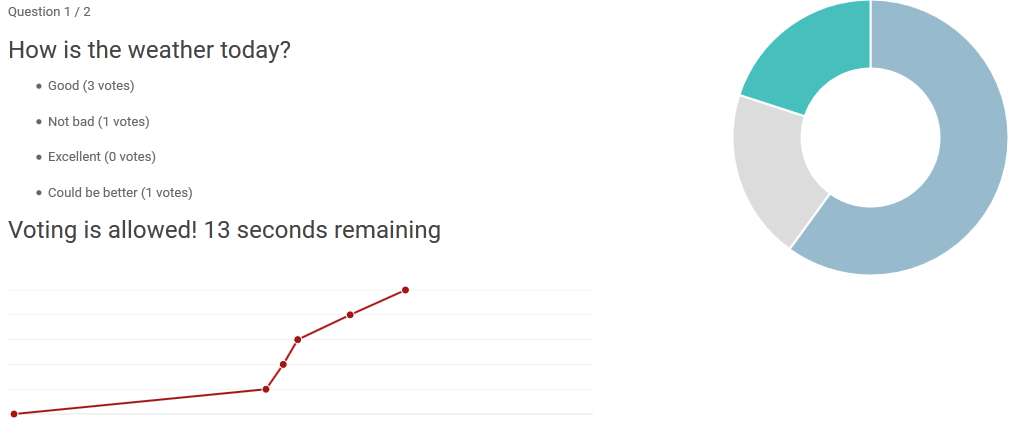 Question 1 / 2
How is the weather today?
Good (3 votes)
Not bad (1 votes)
Excellent (0 votes)
Could be better (1 votes)
Voting is allowed! 13 seconds remaining